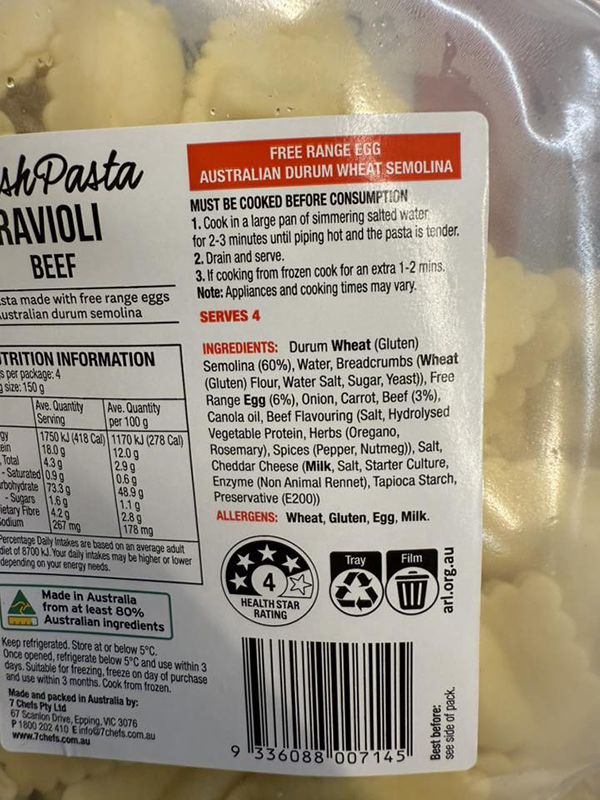 FREE RANGE EGG
AUSTRALIAN DURUM WHEAT SEMOLINA
Pasta
RAVIOLI
BEEF
made with free range eggs
durum semolina
MUST BE COOKED BEFORE CONSUMPTION
1. Cook in a large pan of simmering salted water
for 2-3 minutes until piping hot and the pasta is tender.
2. Drain and serve.
3. If cooking from frozen cook for an extra 1-2 mins.
Note: Appliances and cooking times may vary.
SERVES 4
INGREDIENTS: Durum Wheat (Gluten)
Semolina (60%), Water, Breadcrumbs (Wheat
(Gluten) Flour, Water Salt, Sugar, Yeast)), Free
Range Egg (6%), Onion, Carrot, Beef (3%),
Canola oil, Beef Flavouring (Salt, Hydrolysed
Vegetable Protein, Herbs (Oregano,
Rosemary), Spices (Pepper, Nutmeg)), Salt,
Cheddar Cheese (Milk, Salt, Starter Culture,
Enzyme (Non Animal Rennet), Tapioca Starch,
Preservative (E200))
ALLERGENS: Wheat, Gluten, Egg, Milk.
INFORMATION
per package: 4
size: 150 g
Ave. Quantity Ave. Quantity
Serving per 100 g
1750 kJ (418 Cal) 1170 kJ (278 Cal)
18.0 g 12.0 g
Total 4.3 g 2.9 g
- Saturated 0.9 g 0.6 g
73.3 g 48.9 g
- Sugars 1.6 g 1.1 g
Fibre 4.2 g 2.8 g
267 mg 178 mg
Percentage Daily Intakes are based on an average adult
diet of 8700 kJ. Your daily intakes may be higher or lower
depending on your energy needs.
Made in Australia
from at least 80%
Australian ingredients
Keep refrigerated. Store at or below 5°C.
Once opened, refrigerate below 5°C and use within 3
days. Suitable for freezing, freeze on day of purchase
and use within 3 months. Cook from frozen.
Made and packed in Australia by:
7 Chefs Pty Ltd
67 Scanlon Drive, Epping, VIC 3076
P 1800 202 410 E info@7chefs.com.au
www.7chefs.com.au
4
HEALTH STAR
RATING
Tray
Film
arl.org.au
9 336088 007145
Best before:
see side of pack.